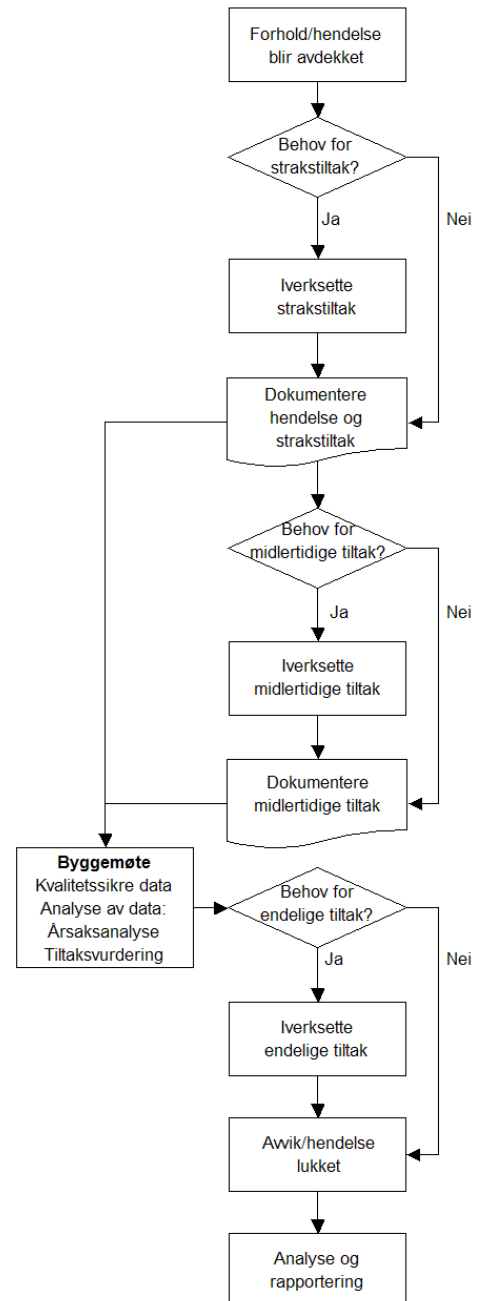 Forhold/hendelse
blir avdekket
Behov for
strakstiltak?
Ja
Nei
Iverksette
strakstiltak
Dokumentere
hendelse og
strakstiltak
Behov for
midlertidige tiltak?
Ja
Nei
Iverksette
midlertidige tiltak
Dokumentere
midlertidige tiltak
Byggemøte
Kvalitetssikre data
Analyse av data:
Årsaksanalyse
Tiltaksvurdering
Behov for
endelige tiltak?
Ja
Nei
Iverksette
endelige tiltak
Avvik/hendelse
lukket
Analyse og
rapportering